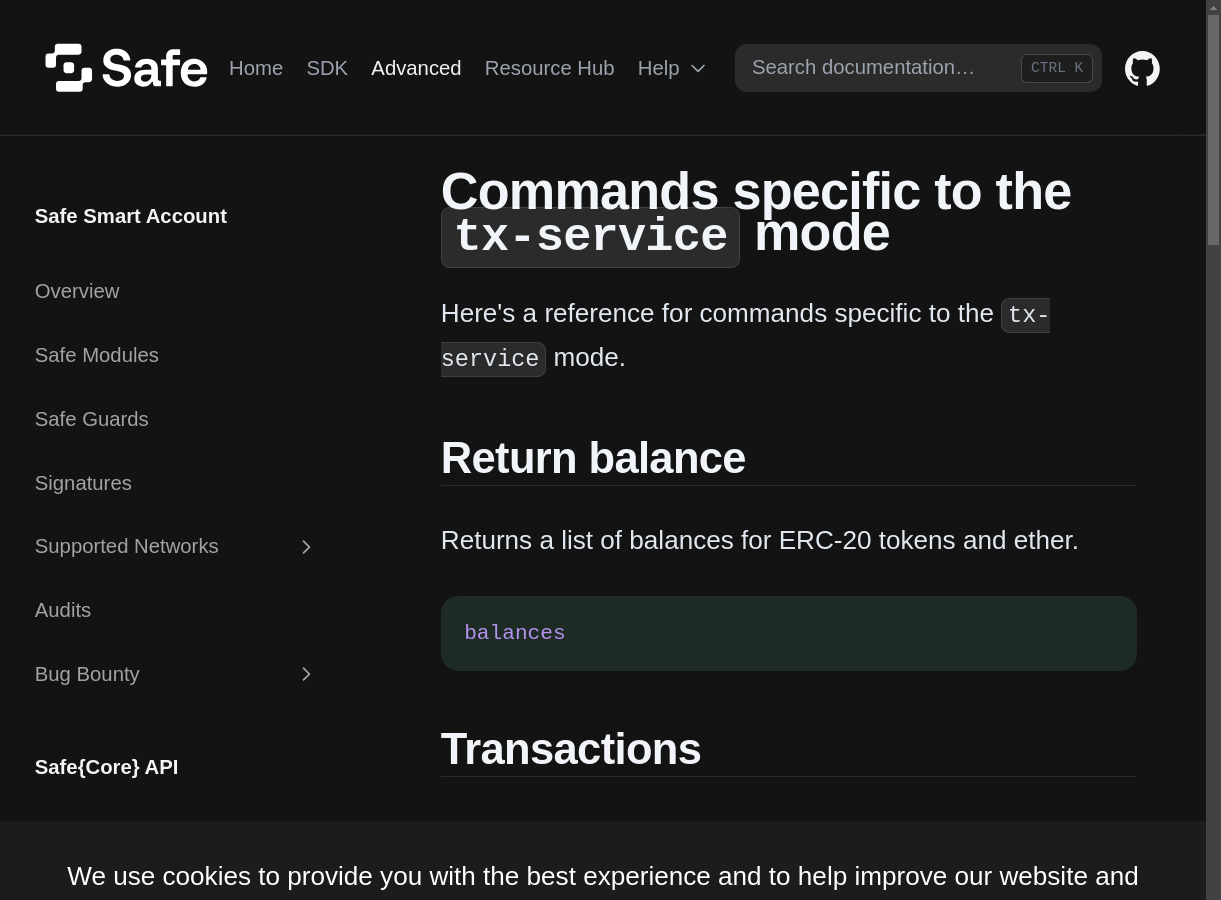 Safe Home SDK Advanced Resource Hub Help Search documentation… CTRL K
Safe Smart Account
Overview
Safe Modules
Safe Guards
Signatures
Supported Networks
Audits
Bug Bounty
Safe{Core} API
Commands specific to the
tx-service mode
Here's a reference for commands specific to the tx-
service mode.
Return balance
Returns a list of balances for ERC-20 tokens and ether.
balances
Transactions
We use cookies to provide you with the best experience and to help improve our website and